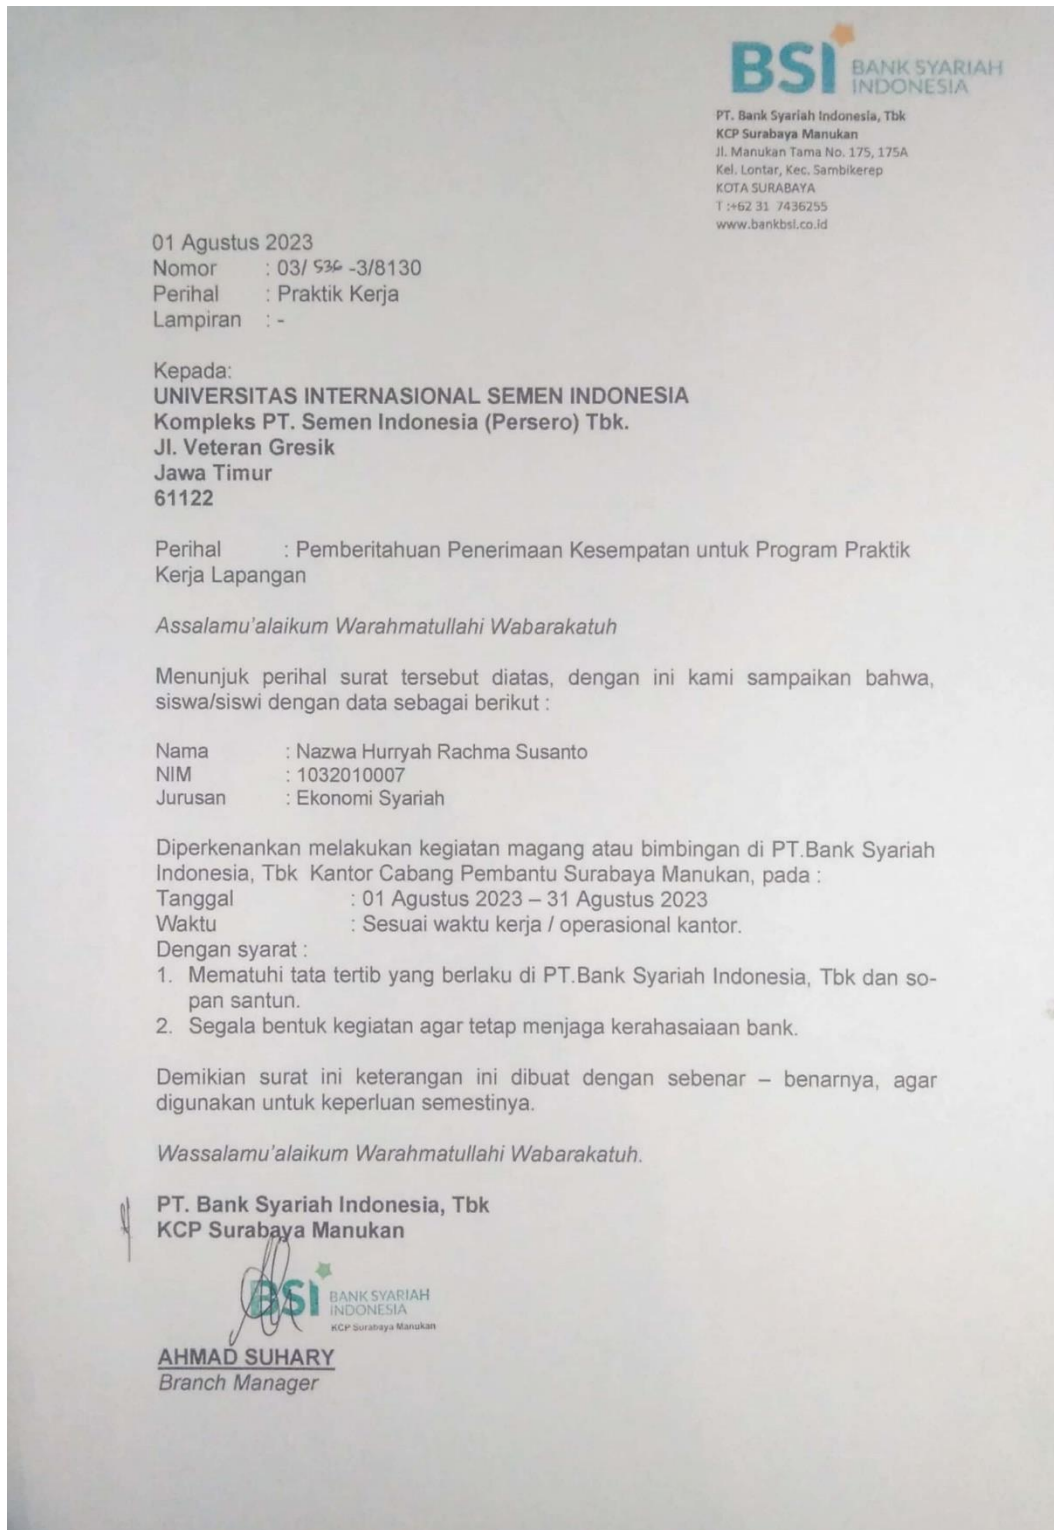 BSI BANK SYARIAH
INDONESIA
PT. Bank Syariah Indonesia, Tbk
KCP Surabaya Manukan
Jl. Manukan Tama No. 175, 175A
Kel. Lontar, Kec. Sambikerep
KOTA SURABAYA
T :+62 31 7436255
www.bankbsi.co.id
01 Agustus 2023
Nomor : 03/ 536 -3/8130
Perihal : Praktik Kerja
Lampiran : -
Kepada:
UNIVERSITAS INTERNASIONAL SEMEN INDONESIA
Kompleks PT. Semen Indonesia (Persero) Tbk.
Jl. Veteran Gresik
Jawa Timur
61122
Perihal : Pemberitahuan Penerimaan Kesempatan untuk Program Praktik
Kerja Lapangan
Assalamu'alaikum Warahmatullahi Wabarakatuh
Menunjuk perihal surat tersebut diatas, dengan ini kami sampaikan bahwa,
siswa/siswi dengan data sebagai berikut :
Nama : Nazwa Hurryah Rachma Susanto
NIM : 1032010007
Jurusan : Ekonomi Syariah
Diperkenankan melakukan kegiatan magang atau bimbingan di PT.Bank Syariah
Indonesia, Tbk Kantor Cabang Pembantu Surabaya Manukan, pada :
Tanggal : 01 Agustus 2023 – 31 Agustus 2023
Waktu : Sesuai waktu kerja / operasional kantor.
Dengan syarat :
1. Mematuhi tata tertib yang berlaku di PT.Bank Syariah Indonesia, Tbk dan so-
pan santun.
2. Segala bentuk kegiatan agar tetap menjaga kerahasaiaan bank.
Demikian surat ini keterangan ini dibuat dengan sebenar – benarnya, agar
digunakan untuk keperluan semestinya.
Wassalamu'alaikum Warahmatullahi Wabarakatuh.
PT. Bank Syariah Indonesia, Tbk
KCP Surabaya Manukan
BSI BANK SYARIAH
INDONESIA
KCP Surabaya Manukan
AHMAD SUHARY
Branch Manager